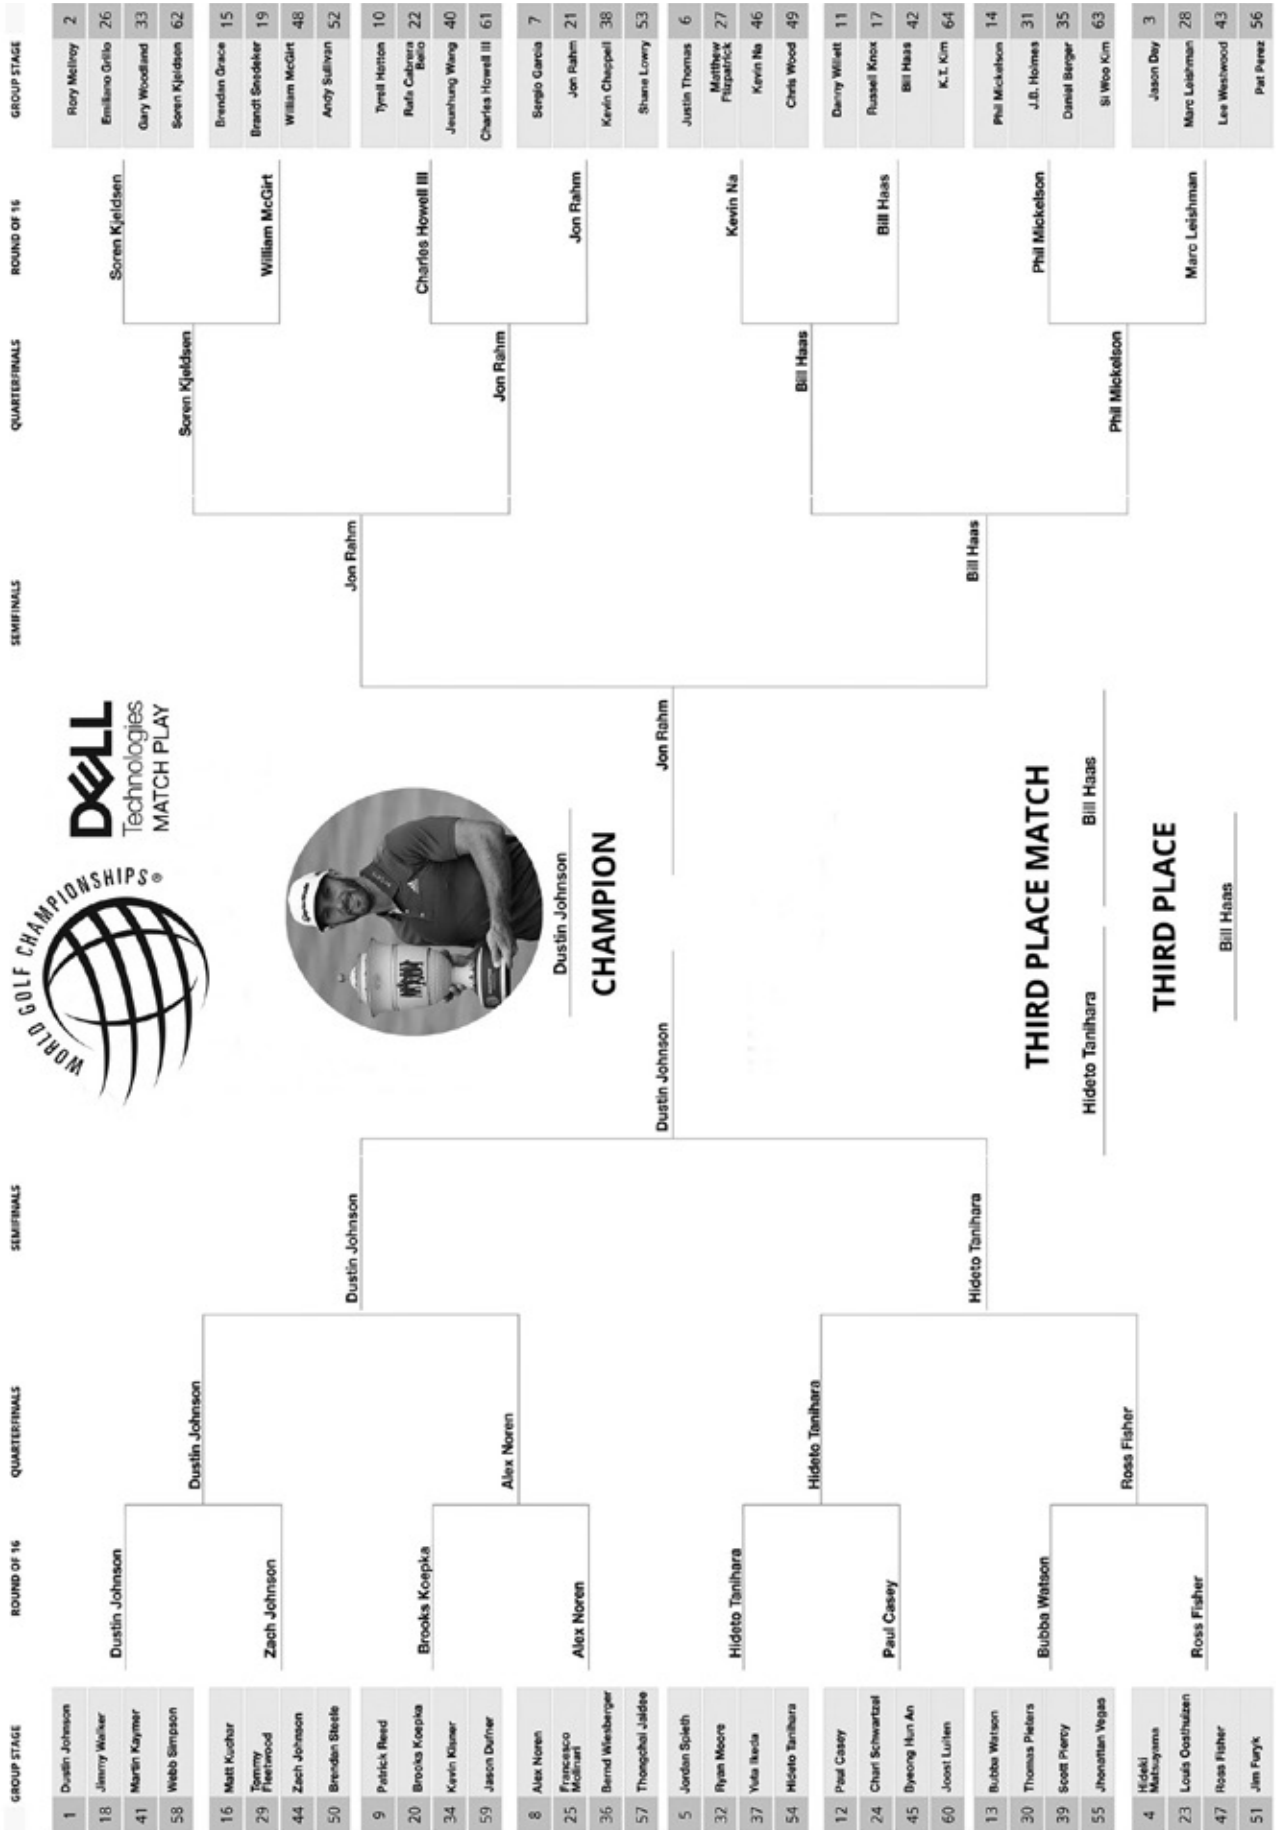 GROUP STAGE
ROUND OF 16
QUARTERFINALS
SEMIFINALS
SEMIFINALS
QUARTERFINALS
ROUND OF 16
GROUP STAGE
1 Dustin Johnson
18 Jimmy Walker
41 Martin Kaymer
58 Webb Simpson
16 Matt Kuchar
29 Tommy
Fleetwood
44 Zach Johnson
50 Brendan Steele
9 Patrick Reed
20 Brooks Koepka
34 Kevin Kisner
59 Jason Dufner
8 Alex Noren
25 Francesco
Molinari
36 Bernd Wiesberger
57 Thongchai Jaidee
5 Jordan Spieth
32 Ryan Moore
37 Yuta Ikeda
54 Hideto Tanihara
12 Paul Casey
24 Charl Schwartzel
45 Byeong Hun An
60 Joost Luiten
13 Bubba Watson
30 Thomas Pieters
39 Scott Piercy
55 Jhonattan Vegas
4 Hideki
Matsuyama
23 Louis Oosthuizen
47 Ross Fisher
51 Jim Furyk
Dustin Johnson
Zach Johnson
Brooks Koepka
Alex Noren
Hideto Tanihara
Paul Casey
Bubba Watson
Ross Fisher
Dustin Johnson
Alex Noren
Hideto Tanihara
Ross Fisher
Dustin Johnson
Hideto Tanihara
WORLD GOLF CHAMPIONSHIPS®
DELL
Technologies
MATCH PLAY
Dustin Johnson
CHAMPION
Dustin Johnson
Jon Rahm
THIRD PLACE MATCH
Hideto Tanihara
Bill Haas
THIRD PLACE
Bill Haas
Jon Rahm
Bill Haas
Soren Kjeldsen
Jon Rahm
Bill Haas
Phil Mickelson
Soren Kjeldsen
William McGirt
Charles Howell III
Jon Rahm
Kevin Na
Bill Haas
Phil Mickelson
Marc Leishman
Rory McIlroy 2
Emiliano Grillo 26
Gary Woodland 33
Soren Kjeldsen 62
Brendan Grace 15
Brandt Snedeker 19
William McGirt 48
Andy Sullivan 52
Tyrrell Hatton 10
Rafa Cabrera
Bello 22
Jeunghung Wang 40
Charles Howell III 61
Sergio Garcia 7
Jon Rahm 21
Kevin Chappell 38
Shane Lowry 53
Justin Thomas 6
Matthew
Fitzpatrick 27
Kevin Na 46
Chris Wood 49
Danny Willett 11
Russell Knox 17
Bill Haas 42
K.T. Kim 64
Phil Mickelson 14
J.B. Holmes 31
Daniel Berger 35
Si Woo Kim 63
Jason Day 3
Marc Leishman 28
Lee Westwood 43
Pat Perez 56